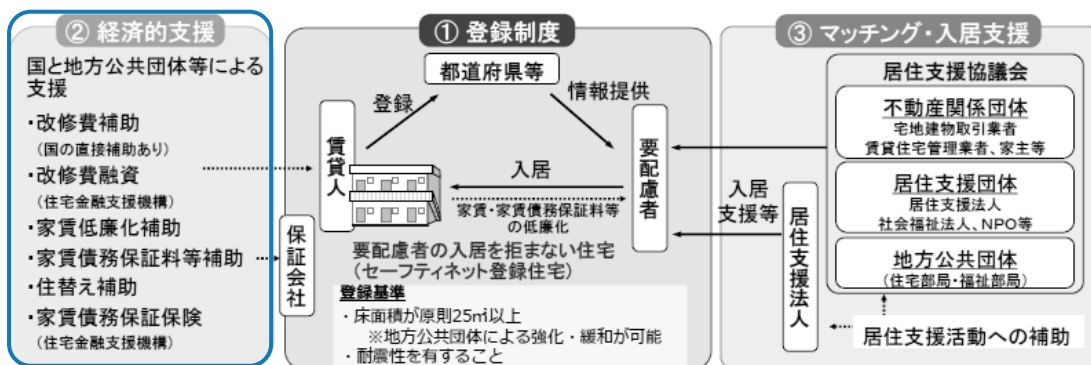 ② 経済的支援
国と地方公共団体等による
支援
・改修費補助
(国の直接補助あり)
・改修費融資
(住宅金融支援機構)
・家賃低廉化補助
・家賃債務保証料等補助
・住替え補助
・家賃債務保証保険
(住宅金融支援機構)
① 登録制度
都道府県等
登録
情報提供
賃貸人
要配慮者
入居
家賃・家賃債務保証料等
の低廉化
保証会社
要配慮者の入居を拒まない住宅
(セーフティネット登録住宅)
登録基準
・床面積が原則25㎡以上
※地方公共団体による強化・緩和が可能
・耐震性を有すること
③ マッチング・入居支援
居住支援協議会
不動産関係団体
宅地建物取引業者
賃貸住宅管理業者、家主等
居住支援団体
居住支援法人
社会福祉法人、NPO等
地方公共団体
(住宅部局・福祉部局)
入居
支援等
居住支援法人
居住支援活動への補助